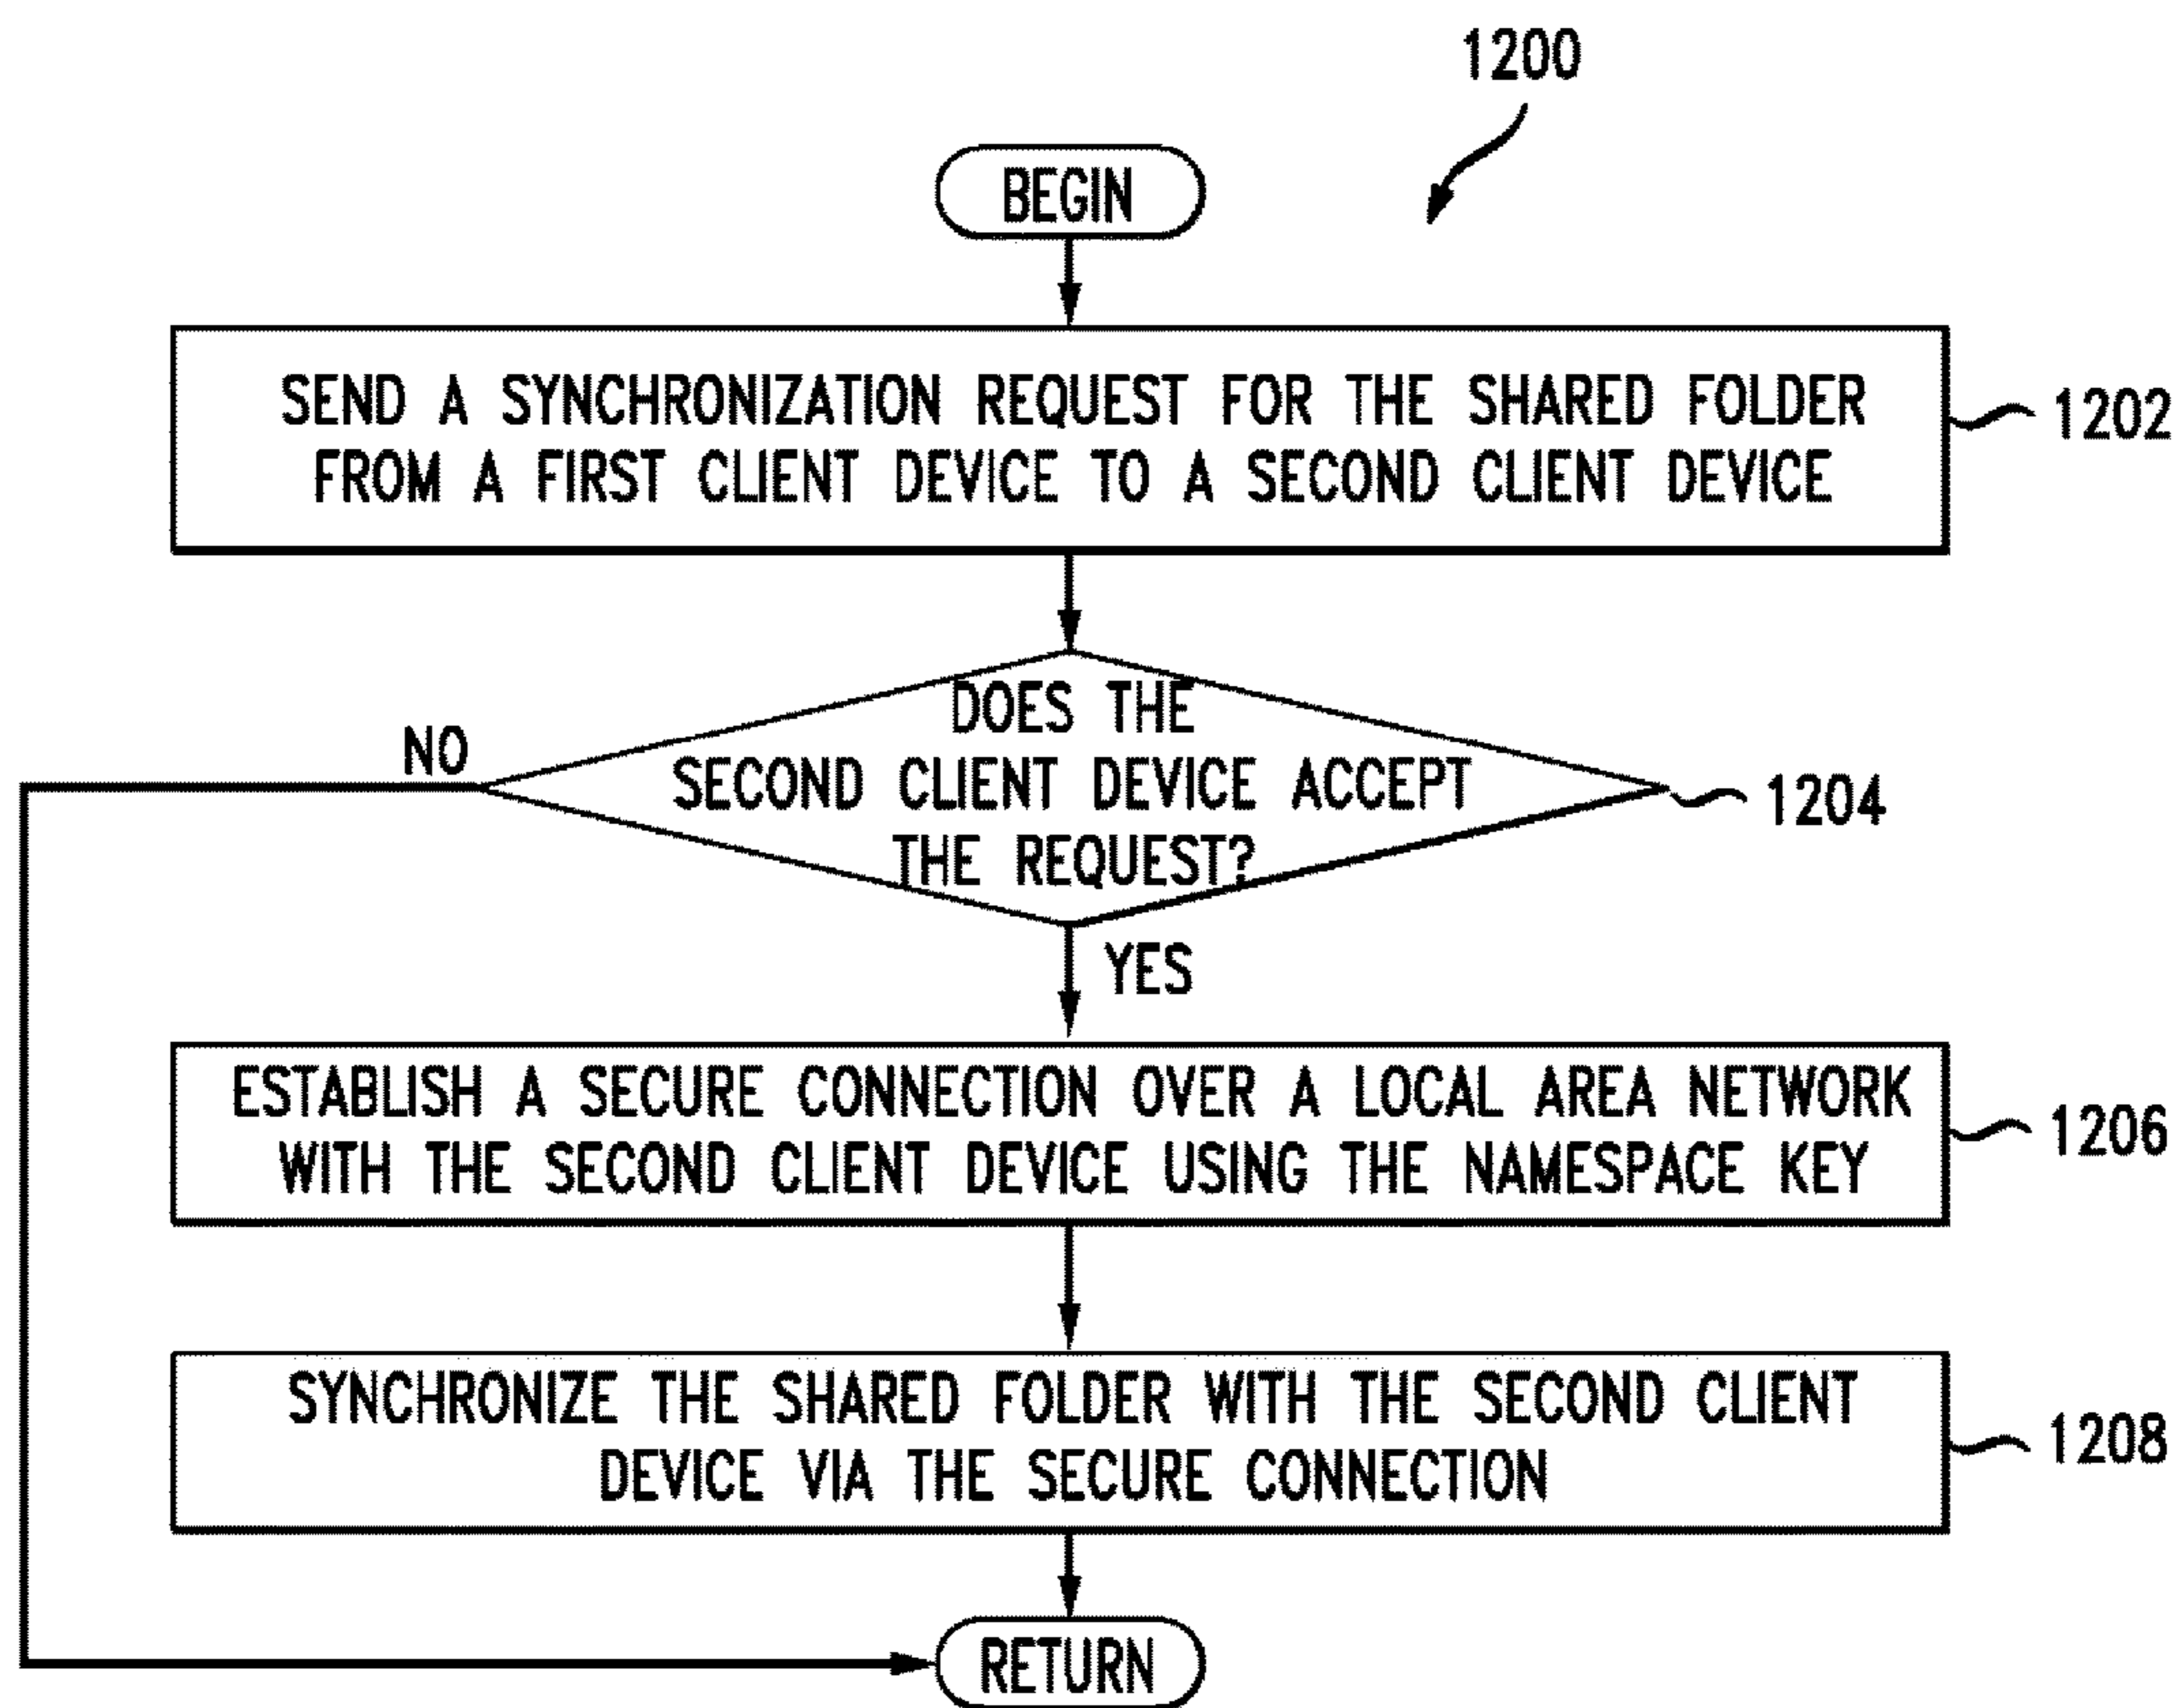 1200
BEGIN
SEND A SYNCHRONIZATION REQUEST FOR THE SHARED FOLDER
FROM A FIRST CLIENT DEVICE TO A SECOND CLIENT DEVICE
1202
DOES THE
SECOND CLIENT DEVICE ACCEPT
THE REQUEST?
1204
NO
YES
ESTABLISH A SECURE CONNECTION OVER A LOCAL AREA NETWORK
WITH THE SECOND CLIENT DEVICE USING THE NAMESPACE KEY
1206
SYNCHRONIZE THE SHARED FOLDER WITH THE SECOND CLIENT
DEVICE VIA THE SECURE CONNECTION
1208
RETURN